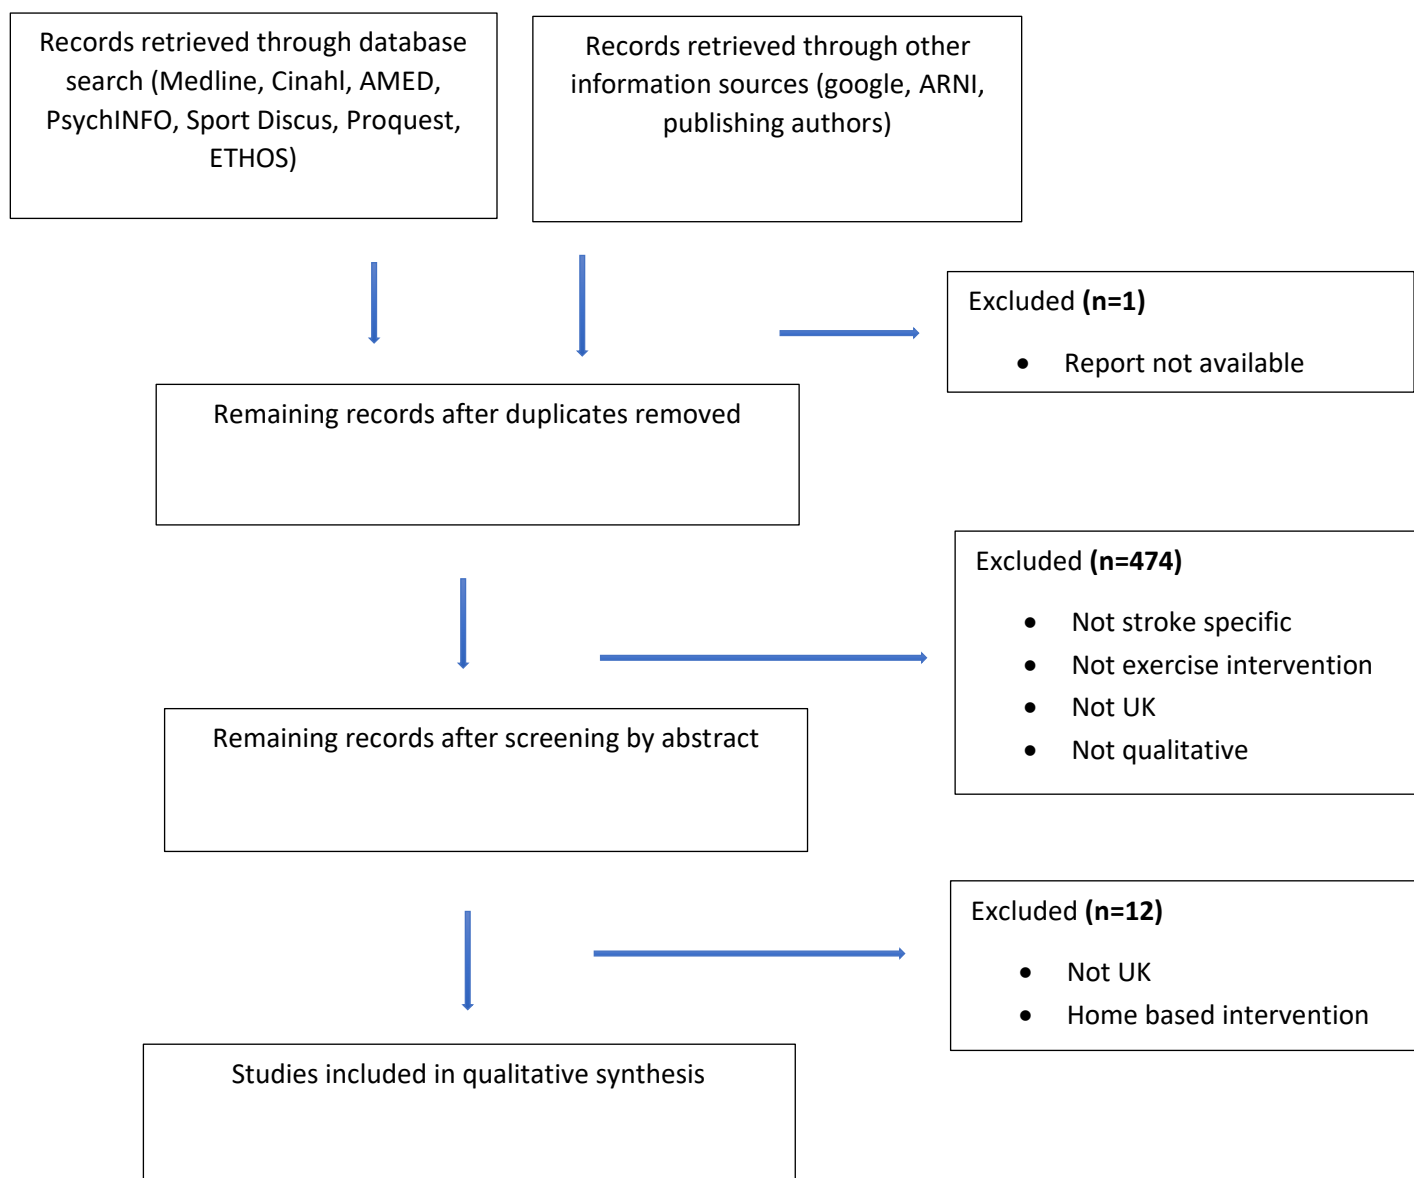 Records retrieved through database
search (Medline, Cinahl, AMED,
PsychINFO, Sport Discus, Proquest,
ETHOS)
Records retrieved through other
information sources (google, ARNI,
publishing authors)
Excluded (n=1)
• Report not available
Remaining records after duplicates removed
Excluded (n=474)
• Not stroke specific
• Not exercise intervention
• Not UK
• Not qualitative
Remaining records after screening by abstract
Excluded (n=12)
• Not UK
• Home based intervention
Studies included in qualitative synthesis